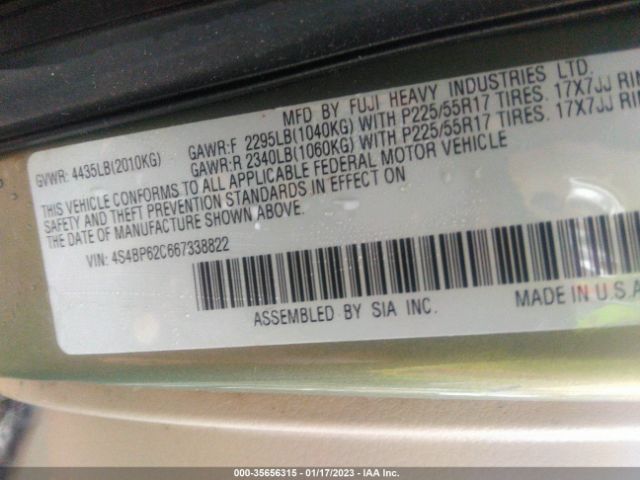 MFD BY FUJI HEAVY INDUSTRIES LTD.
GVWR: 4435LB(2010KG) GAWR:F 2295LB(1040KG) WITH P225/55R17 TIRES. 17X7JJ RIM
GAWR:R 2340LB(1060KG) WITH P225/55R17 TIRES. 17X7JJ RIM
THIS VEHICLE CONFORMS TO ALL APPLICABLE FEDERAL MOTOR VEHICLE
SAFETY AND THEFT PREVENTION STANDARDS IN EFFECT ON
THE DATE OF MANUFACTURE SHOWN ABOVE.
VIN: 4S4BP62C667338822
ASSEMBLED BY SIA INC. MADE IN U.S.A
000-35656315 - 01/17/2023 - IAA Inc.